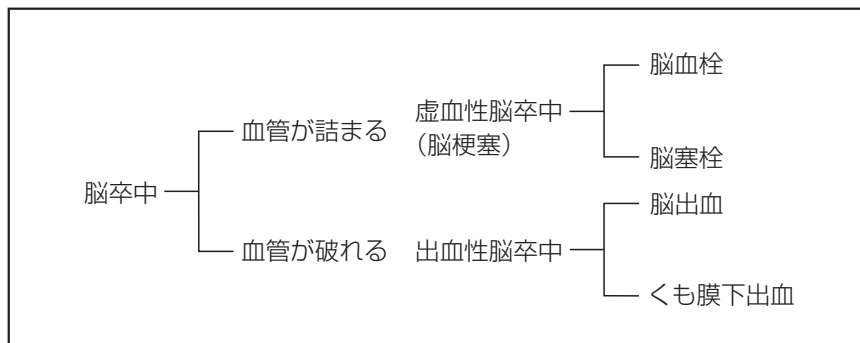 脳卒中
血管が詰まる
虚血性脳卒中
（脳梗塞）
脳血栓
脳塞栓
血管が破れる
出血性脳卒中
脳出血
くも膜下出血